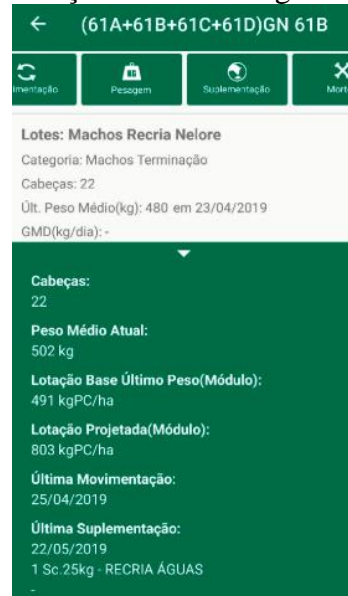 (61A+61B+61C+61D)GN 61B
imentação Pesagem Suplementação Morte
Lotes: Machos Recria Nelore
Categoria: Machos Terminação
Cabeças: 22
Últ. Peso Médio(kg): 480 em 23/04/2019
GMD(kg/dia): -
Cabeças:
22
Peso Médio Atual:
502 kg
Lotação Base Último Peso(Módulo):
491 kgPC/ha
Lotação Projetada(Módulo):
803 kgPC/ha
Última Movimentação:
25/04/2019
Última Suplementação:
22/05/2019
1 Sc.25kg - RECRIA ÁGUAS
-